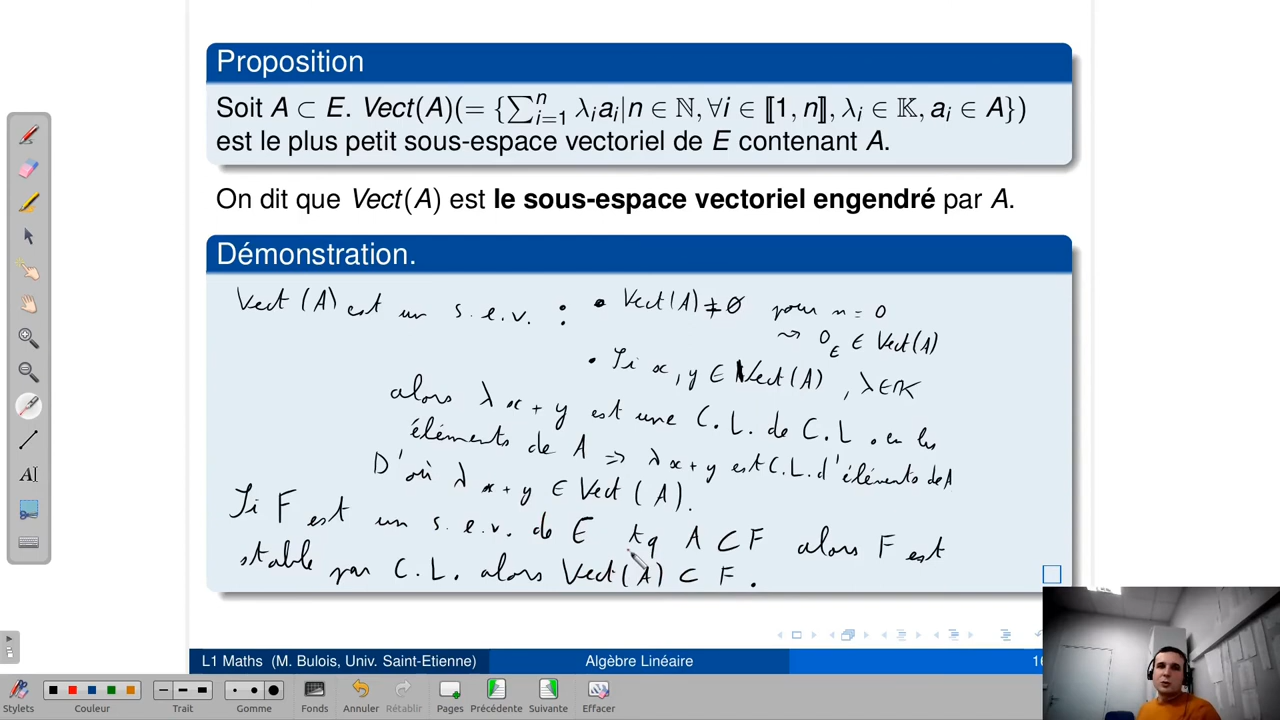 Proposition
Soit A ⊂ E. Vect(A)(= {∑ⁿᵢ₌₁ λᵢaᵢ|n ∈ ℕ, ∀i ∈ ⟦1, n⟧, λᵢ ∈ 𝕂, aᵢ ∈ A})
est le plus petit sous-espace vectoriel de E contenant A.
On dit que Vect(A) est le sous-espace vectoriel engendré par A.
Démonstration.
Vect (A) est un s.e.v. : • Vect(A) ≠ ∅ pour n = 0
⇝ 0_E ∈ Vect(A)
• Si x, y ∈ Vect(A), λ ∈ 𝕂
alors λx + y est une C.L. de C.L. en les
éléments de A ⇒ λx+y est C.L. d'éléments de A
D'où λx+y ∈ Vect (A).
Si F est un s.e.v. de E tq A ⊂ F alors F est
stable par C.L. alors Vect(A) ⊂ F.
L1 Maths (M. Bulois, Univ. Saint-Etienne) Algèbre Linéaire
Stylets Couleur Trait Gomme Fonds Annuler Rétablir Pages Précédente Suivante Effacer